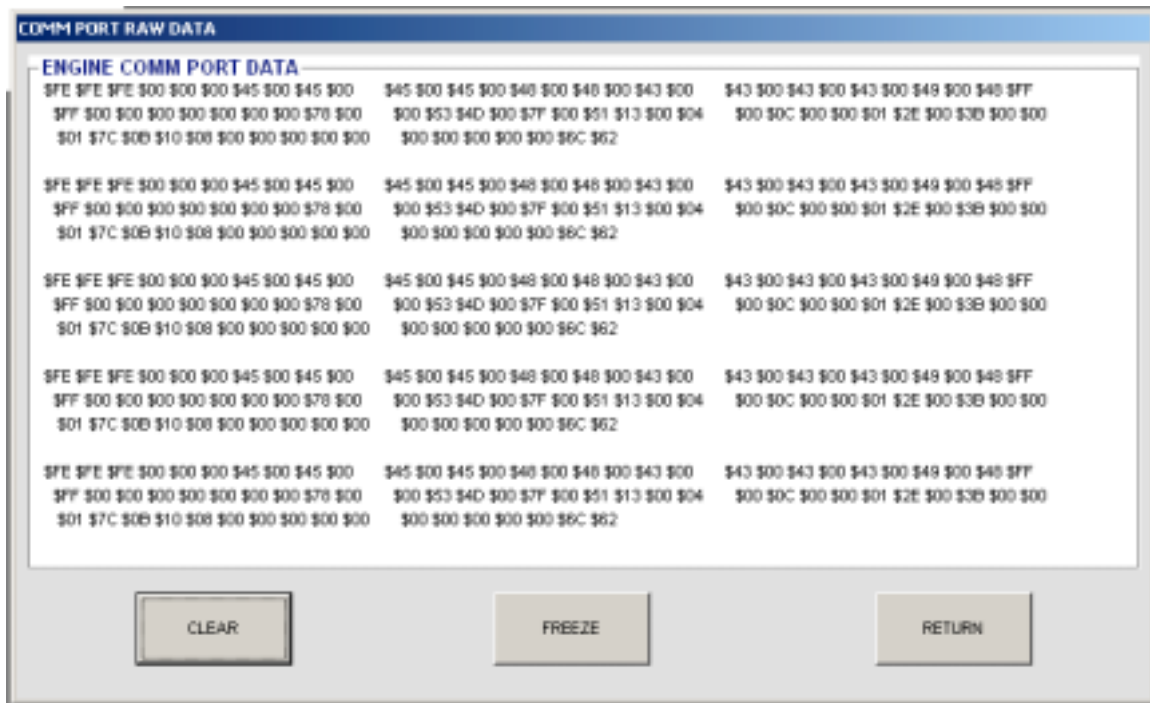 COMM PORT RAW DATA
ENGINE COMM PORT DATA
$FE $FE $FE $00 $00 $00 $45 $00 $45 $00 $45 $00 $45 $00 $48 $00 $48 $00 $43 $00 $43 $00 $43 $00 $43 $00 $49 $00 $48 $FF
$FF $00 $00 $00 $00 $00 $00 $00 $78 $00 $00 $53 $4D $00 $7F $00 $51 $13 $00 $04 $00 $0C $00 $00 $01 $2E $00 $3B $00 $00
$01 $7C $0B $10 $08 $00 $00 $00 $00 $00 $00 $00 $00 $00 $00 $6C $62
$FE $FE $FE $00 $00 $00 $45 $00 $45 $00 $45 $00 $45 $00 $48 $00 $48 $00 $43 $00 $43 $00 $43 $00 $43 $00 $49 $00 $48 $FF
$FF $00 $00 $00 $00 $00 $00 $00 $78 $00 $00 $53 $4D $00 $7F $00 $51 $13 $00 $04 $00 $0C $00 $00 $01 $2E $00 $3B $00 $00
$01 $7C $0B $10 $08 $00 $00 $00 $00 $00 $00 $00 $00 $00 $00 $6C $62
$FE $FE $FE $00 $00 $00 $45 $00 $45 $00 $45 $00 $45 $00 $48 $00 $48 $00 $43 $00 $43 $00 $43 $00 $43 $00 $49 $00 $48 $FF
$FF $00 $00 $00 $00 $00 $00 $00 $78 $00 $00 $53 $4D $00 $7F $00 $51 $13 $00 $04 $00 $0C $00 $00 $01 $2E $00 $3B $00 $00
$01 $7C $0B $10 $08 $00 $00 $00 $00 $00 $00 $00 $00 $00 $00 $6C $62
$FE $FE $FE $00 $00 $00 $45 $00 $45 $00 $45 $00 $45 $00 $48 $00 $48 $00 $43 $00 $43 $00 $43 $00 $43 $00 $49 $00 $48 $FF
$FF $00 $00 $00 $00 $00 $00 $00 $78 $00 $00 $53 $4D $00 $7F $00 $51 $13 $00 $04 $00 $0C $00 $00 $01 $2E $00 $3B $00 $00
$01 $7C $0B $10 $08 $00 $00 $00 $00 $00 $00 $00 $00 $00 $00 $6C $62
$FE $FE $FE $00 $00 $00 $45 $00 $45 $00 $45 $00 $45 $00 $48 $00 $48 $00 $43 $00 $43 $00 $43 $00 $43 $00 $49 $00 $48 $FF
$FF $00 $00 $00 $00 $00 $00 $00 $78 $00 $00 $53 $4D $00 $7F $00 $51 $13 $00 $04 $00 $0C $00 $00 $01 $2E $00 $3B $00 $00
$01 $7C $0B $10 $08 $00 $00 $00 $00 $00 $00 $00 $00 $00 $00 $6C $62
CLEAR FREEZE RETURN